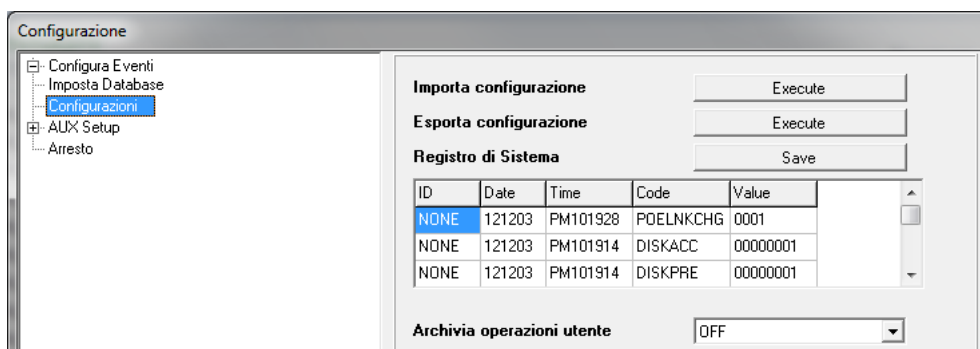 Configurazione
Configura Eventi
Imposta Database
Configurazioni
AUX Setup
Arresto
Importa configurazione Execute
Esporta configurazione Execute
Registro di Sistema Save
ID Date Time Code Value
NONE 121203 PM101928 POELNKCHG 0001
NONE 121203 PM101914 DISKACC 00000001
NONE 121203 PM101914 DISKPRE 00000001
Archivia operazioni utente OFF